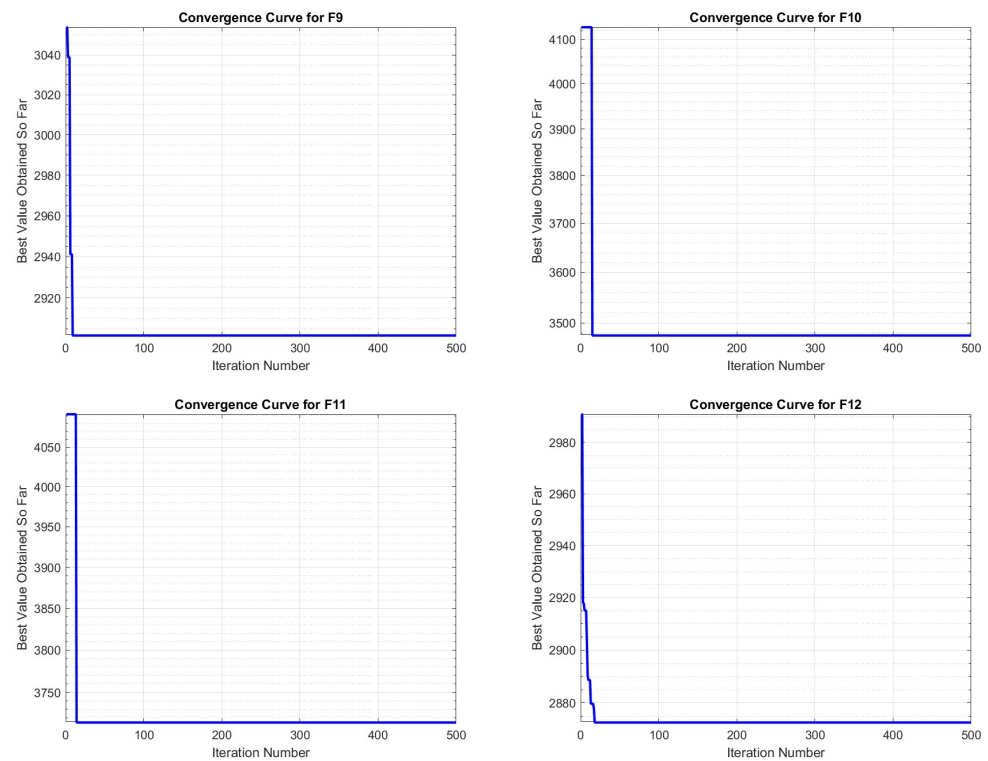 Convergence Curve for F9
3040
3020
3000
2980
2960
2940
2920
0 100 200 300 400 500
Iteration Number
Best Value Obtained So Far
Convergence Curve for F10
4100
4000
3900
3800
3700
3600
3500
0 100 200 300 400 500
Iteration Number
Best Value Obtained So Far
Convergence Curve for F11
4050
4000
3950
3900
3850
3800
3750
0 100 200 300 400 500
Iteration Number
Best Value Obtained So Far
Convergence Curve for F12
2980
2960
2940
2920
2900
2880
0 100 200 300 400 500
Iteration Number
Best Value Obtained So Far